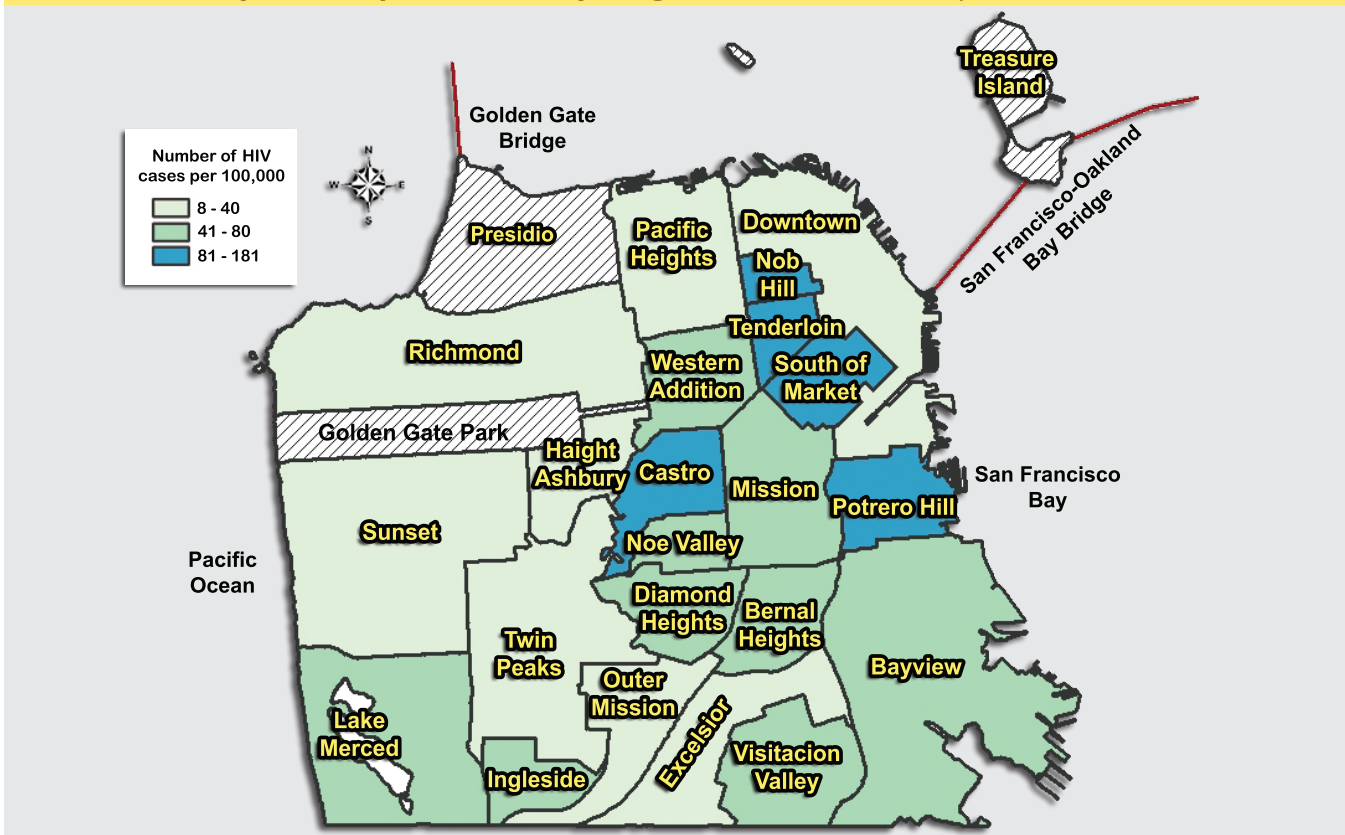 Treasure
Island
Golden Gate
Bridge
San Francisco-Oakland
Bay Bridge
Number of HIV
cases per 100,000
8 - 40
41 - 80
81 - 181
N
W
E
S
Presidio
Pacific
Heights
Downtown
Nob
Hill
Tenderloin
Richmond
Western
Addition
South of
Market
Golden Gate Park
Haight
Ashbury
Castro
Mission
Potrero Hill
San Francisco
Bay
Sunset
Noe Valley
Pacific
Ocean
Diamond
Heights
Bernal
Heights
Twin
Peaks
Bayview
Outer
Mission
Excelsior
Lake
Merced
Ingleside
Visitacion
Valley